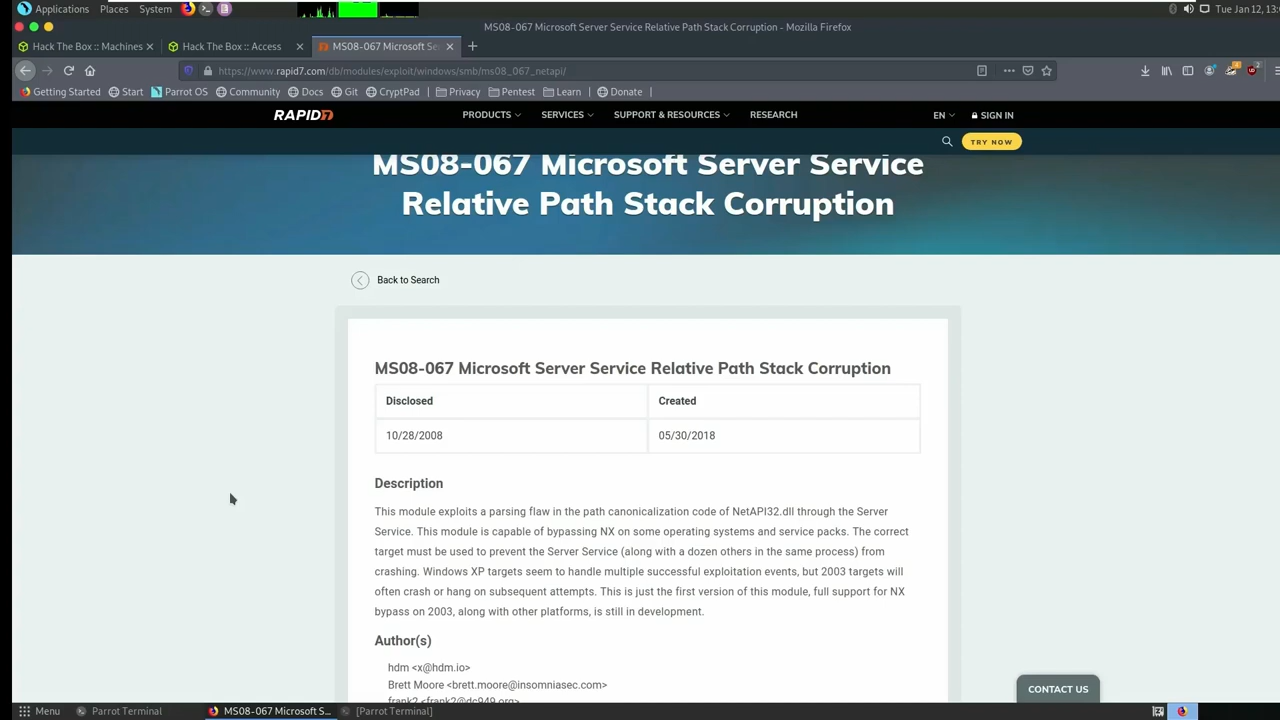 Applications Places System Tue Jan 12, 13:
MS08-067 Microsoft Server Service Relative Path Stack Corruption - Mozilla Firefox
Hack The Box :: Machines Hack The Box :: Access MS08-067 Microsoft Se
https://www.rapid7.com/db/modules/exploit/windows/smb/ms08_067_netapi/
Getting Started Start Parrot OS Community Docs Git CryptPad Privacy Pentest Learn Donate
RAPID7 PRODUCTS SERVICES SUPPORT & RESOURCES RESEARCH EN SIGN IN
TRY NOW
MS08-067 Microsoft Server Service
Relative Path Stack Corruption
Back to Search
MS08-067 Microsoft Server Service Relative Path Stack Corruption
Disclosed Created
10/28/2008 05/30/2018
Description
This module exploits a parsing flaw in the path canonicalization code of NetAPI32.dll through the Server
Service. This module is capable of bypassing NX on some operating systems and service packs. The correct
target must be used to prevent the Server Service (along with a dozen others in the same process) from
crashing. Windows XP targets seem to handle multiple successful exploitation events, but 2003 targets will
often crash or hang on subsequent attempts. This is just the first version of this module, full support for NX
bypass on 2003, along with other platforms, is still in development.
Author(s)
hdm <x@hdm.io>
Brett Moore <brett.moore@insomniasec.com>
frank2 <frank2@dc949.org>
CONTACT US
Menu Parrot Terminal MS08-067 Microsoft S... [Parrot Terminal]